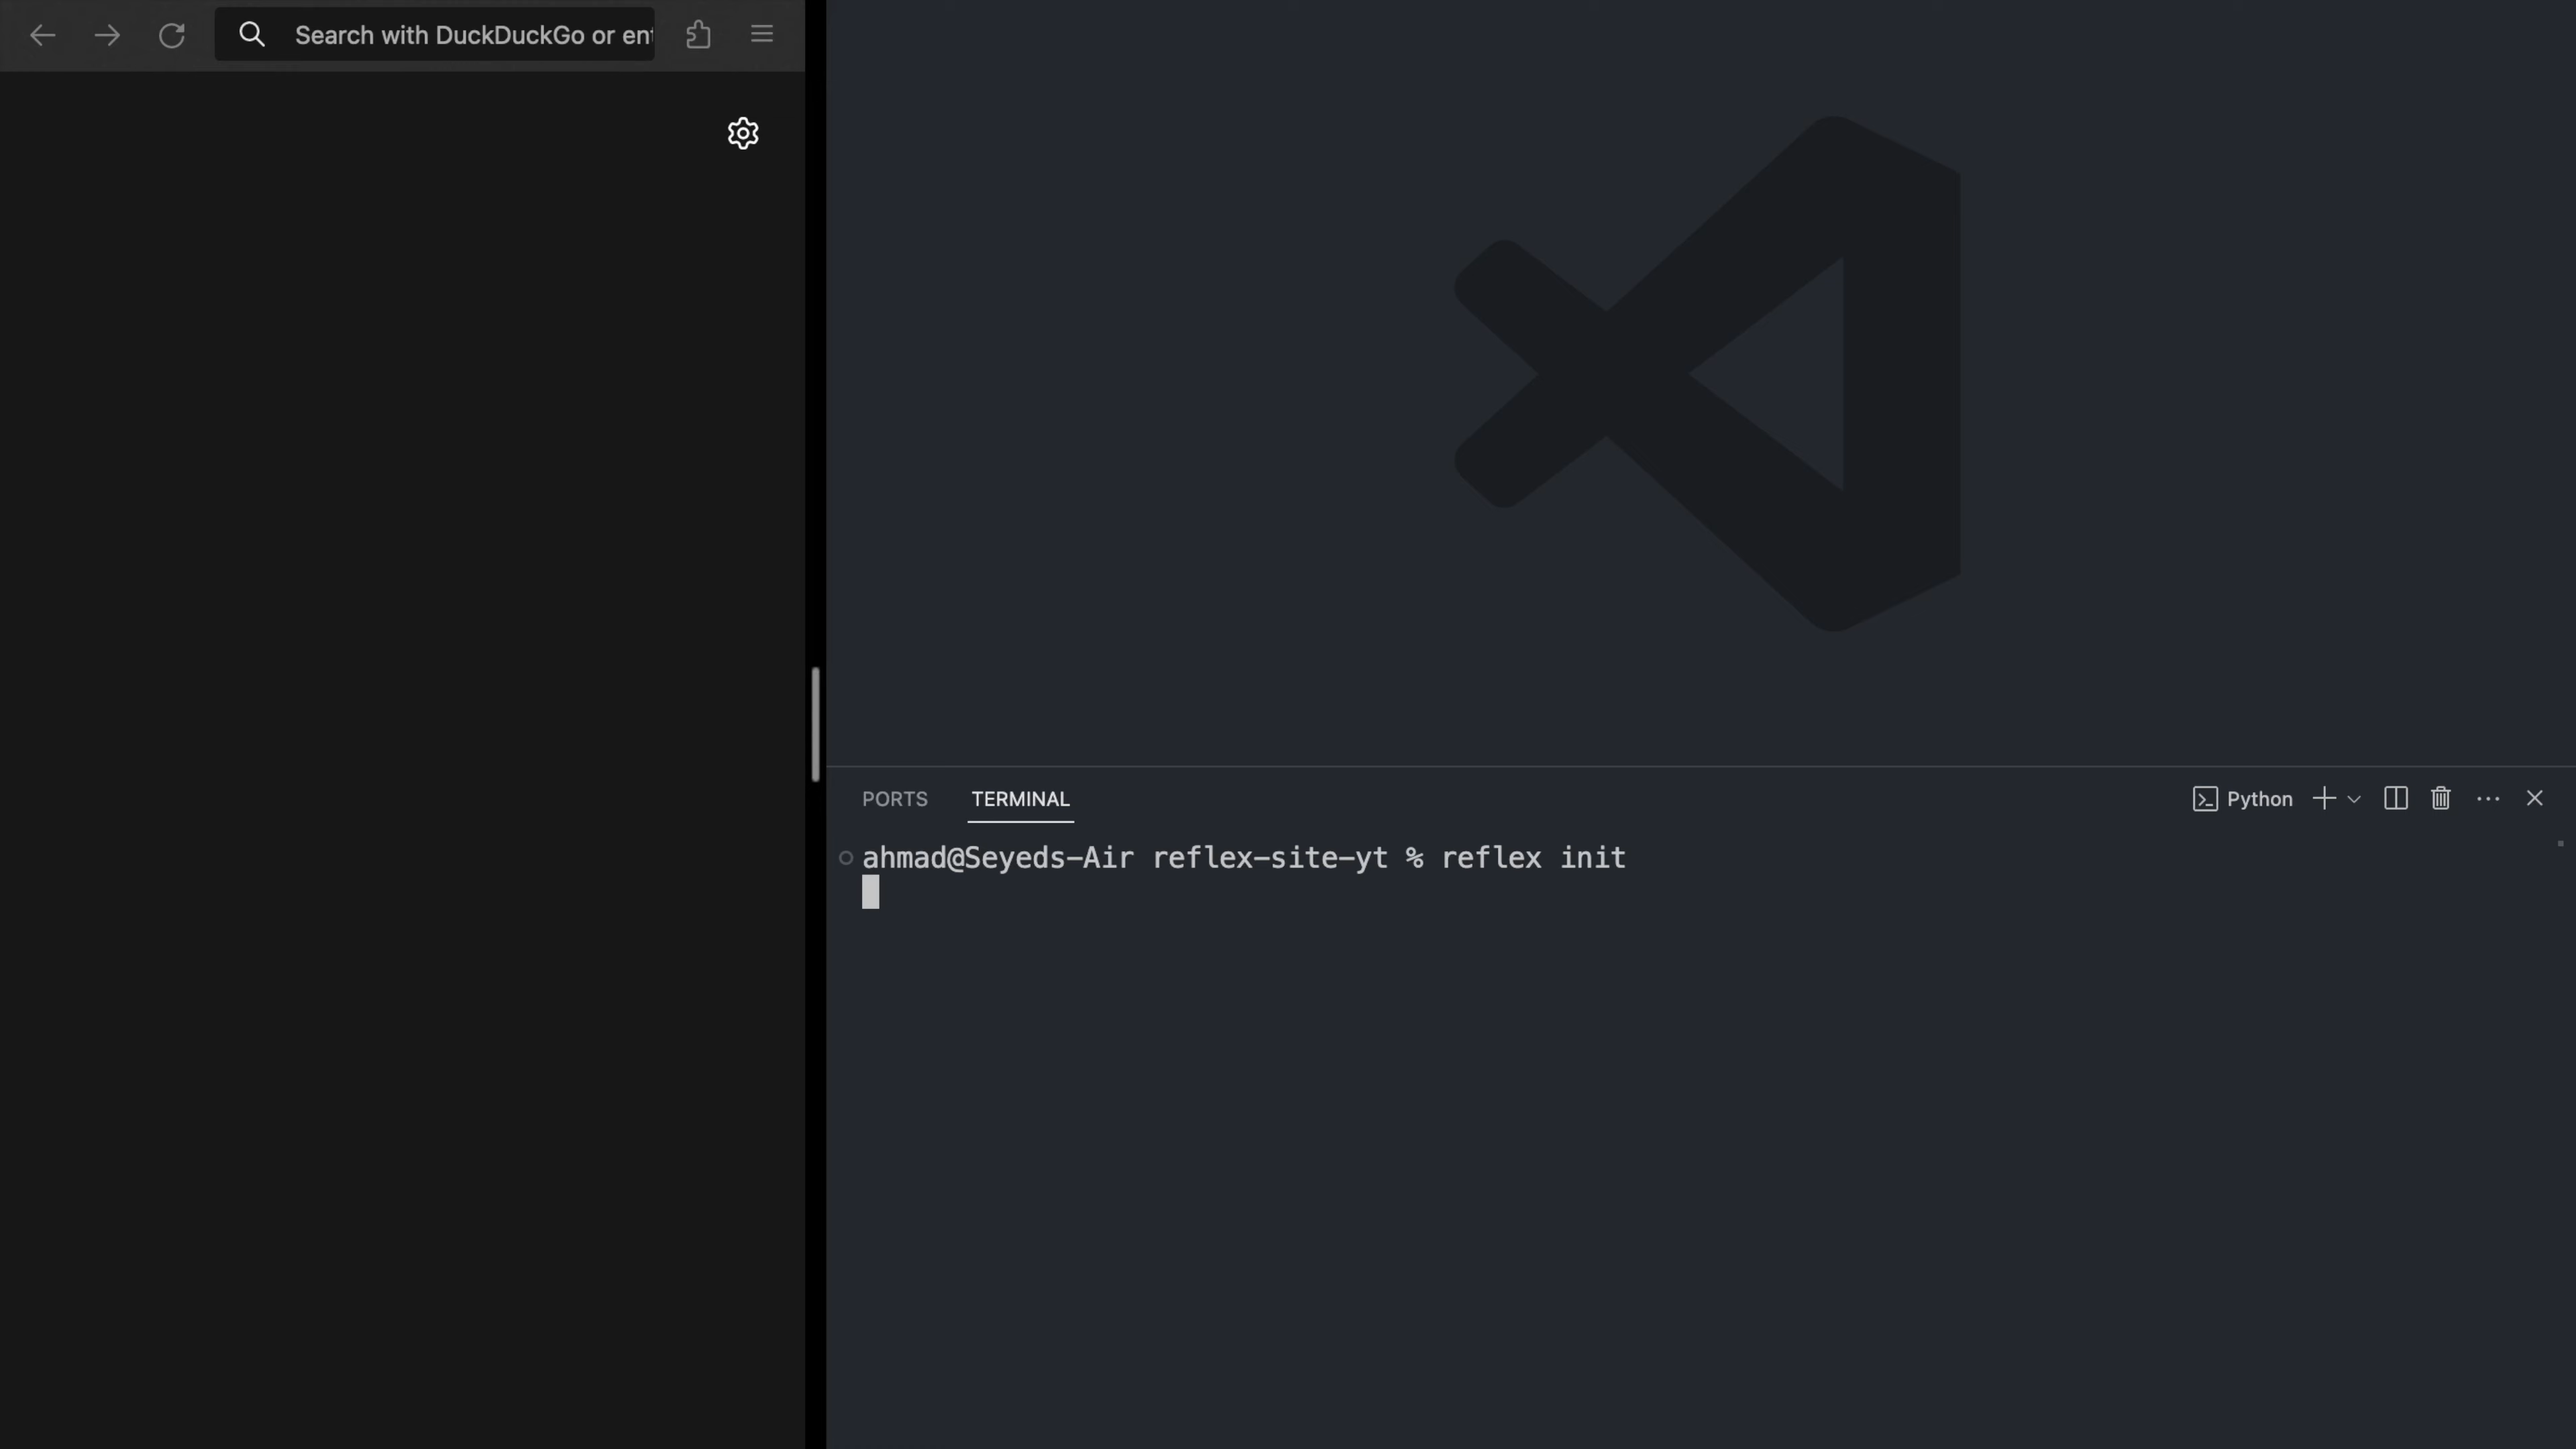 Search with DuckDuckGo or ent
PORTS
TERMINAL
Python
ahmad@Seyeds-Air reflex-site-yt % reflex init